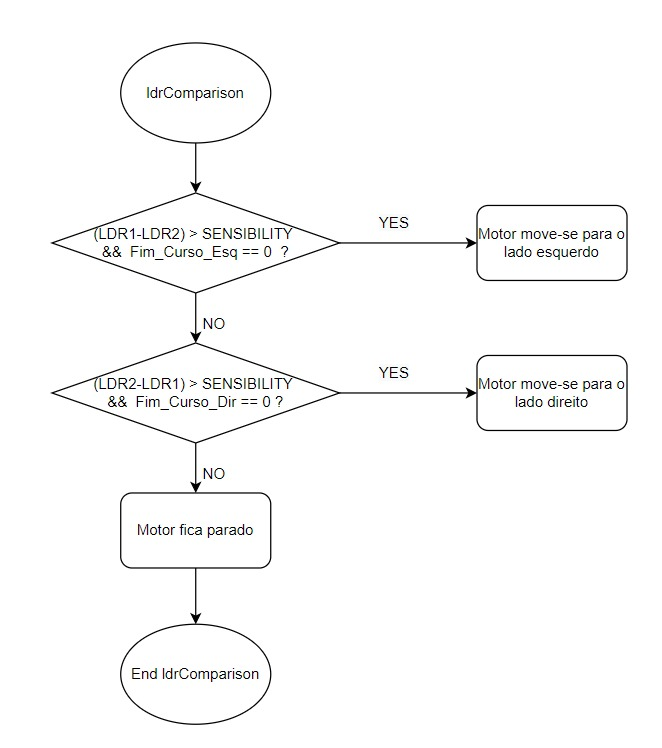 ldrComparison
(LDR1-LDR2) > SENSIBILITY
&& Fim_Curso_Esq == 0 ?
YES
Motor move-se para o
lado esquerdo
NO
(LDR2-LDR1) > SENSIBILITY
&& Fim_Curso_Dir == 0 ?
YES
Motor move-se para o
lado direito
NO
Motor fica parado
End ldrComparison